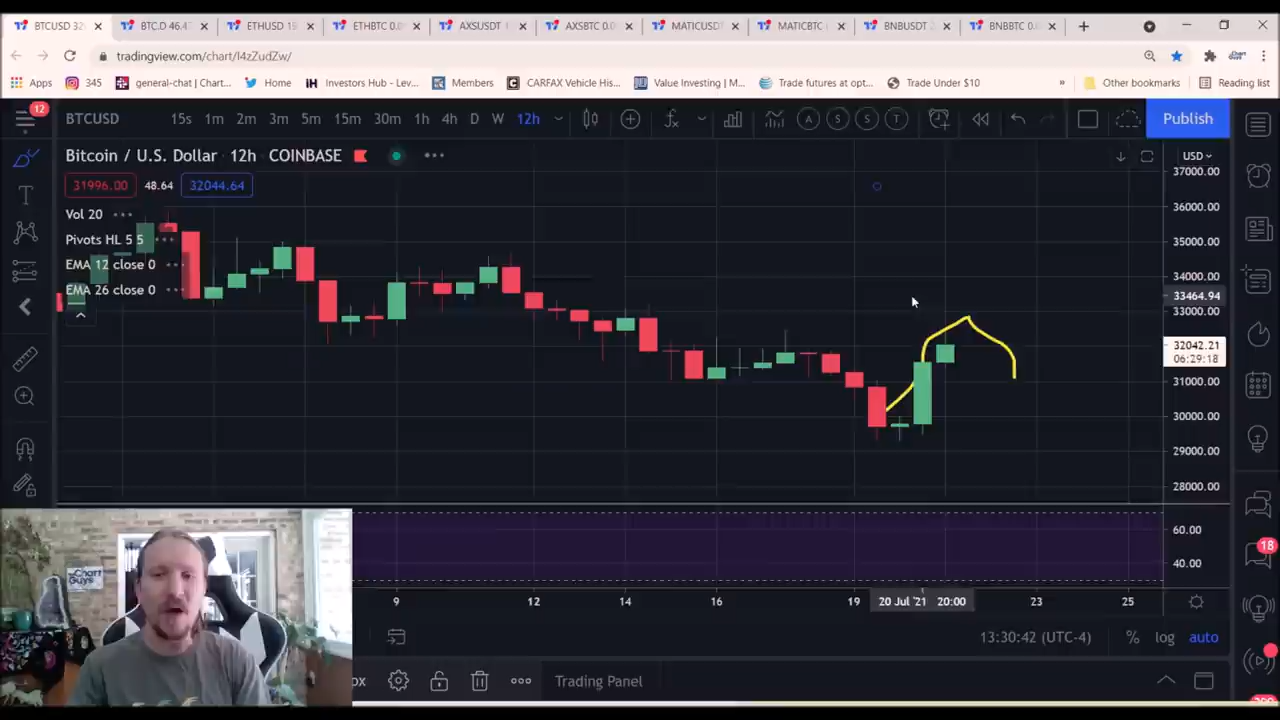 BTCUSD 32 BTC.D 46.4 ETHUSD 19 ETHBTC 0.0 AXSUSDT 1 AXSBTC 0.0 MATICUSD MATICBTC BNBUSDT 2 BNBBTC 0.0
tradingview.com/chart/l4zZudZw/
Apps 345 general-chat | Chart... Home Investors Hub - Lev... Members CARFAX Vehicle His... Value Investing | M... Trade futures at opt... Trade Under $10 » Other bookmarks Reading list
12 BTCUSD 15s 1m 2m 3m 5m 15m 30m 1h 4h D W 12h Publish
Bitcoin / U.S. Dollar · 12h · COINBASE USD
31996.00 48.64 32044.64
Vol 20
Pivots HL 5 5
EMA 12 close 0
EMA 26 close 0
37000.00
36000.00
35000.00
34000.00
33464.94
33000.00
32042.21
06:29:18
31000.00
30000.00
29000.00
28000.00
60.00
40.00
18
Chart Guys
9 12 14 16 19 20 Jul '21 20:00 23 25
13:30:42 (UTC-4) % log auto
Trading Panel